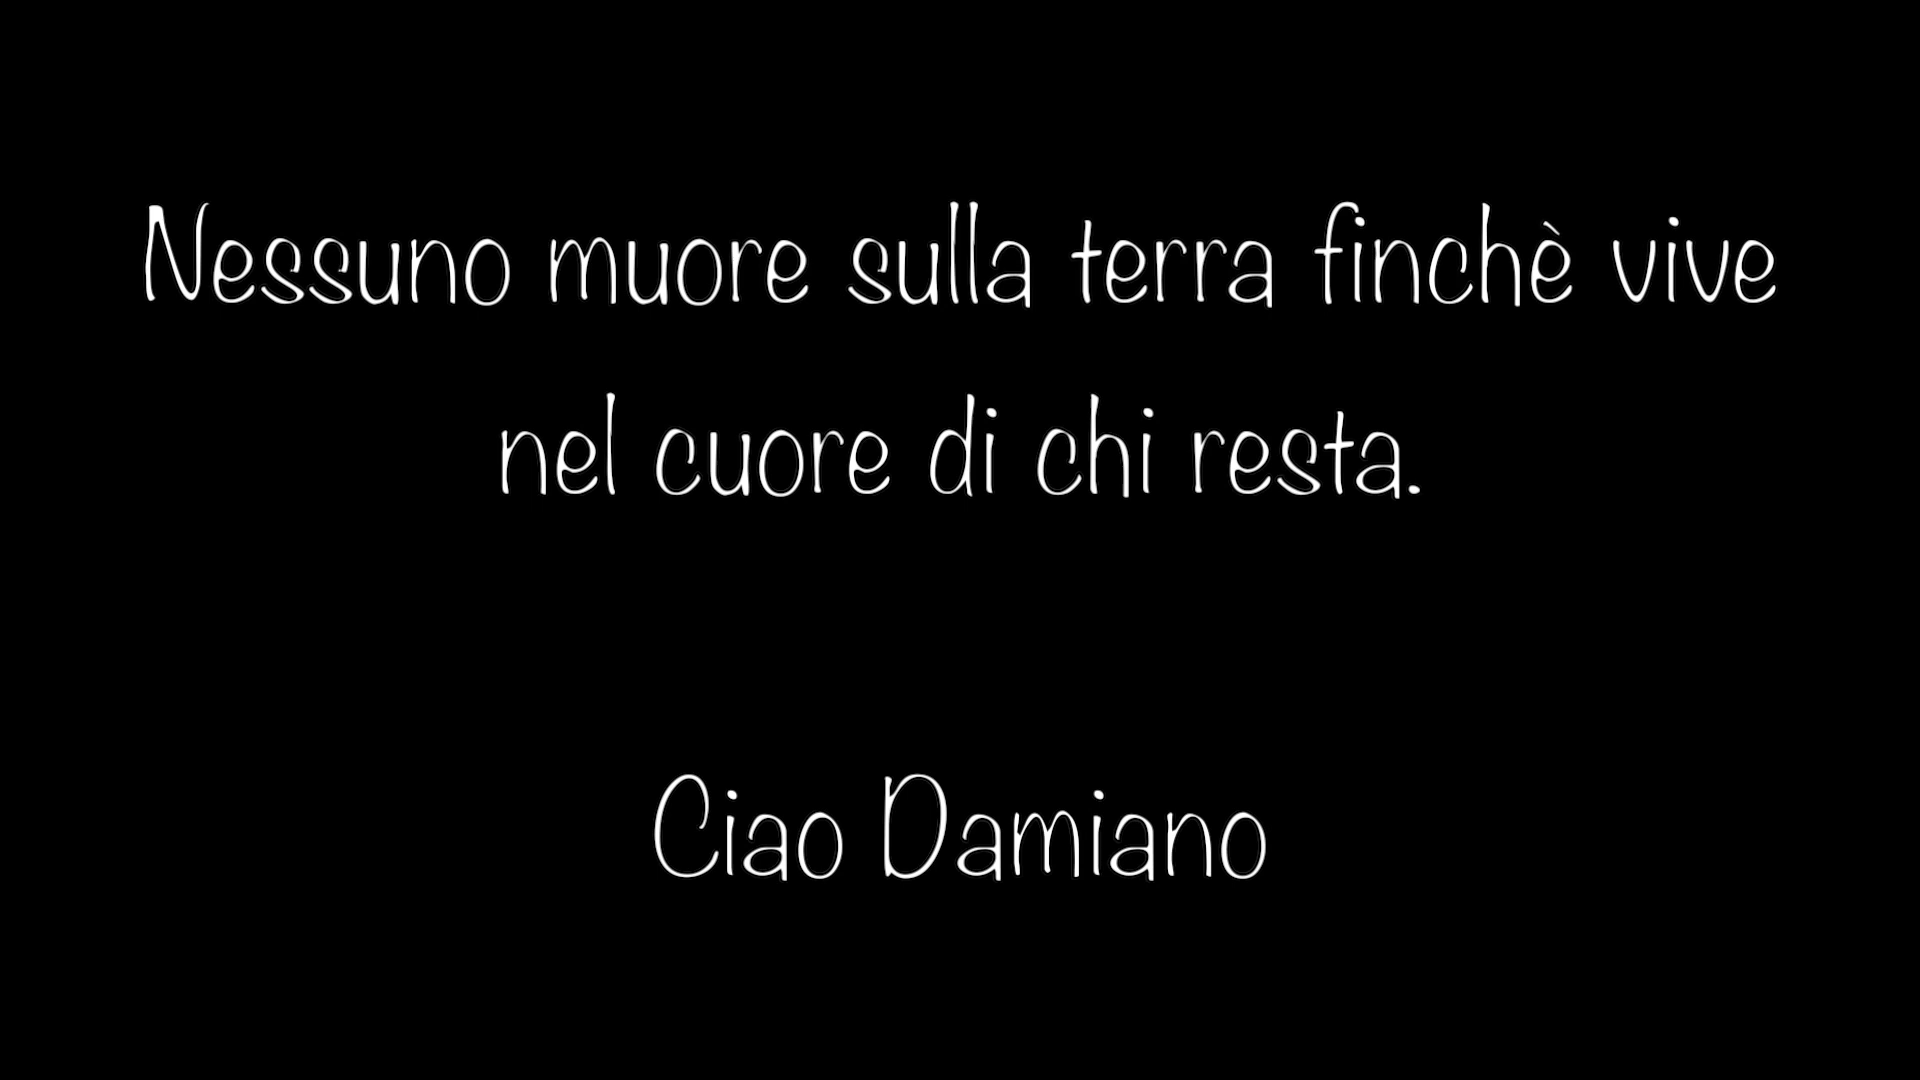 Nessuno muore sulla terra finchè vive
nel cuore di chi resta.
Ciao Damiano